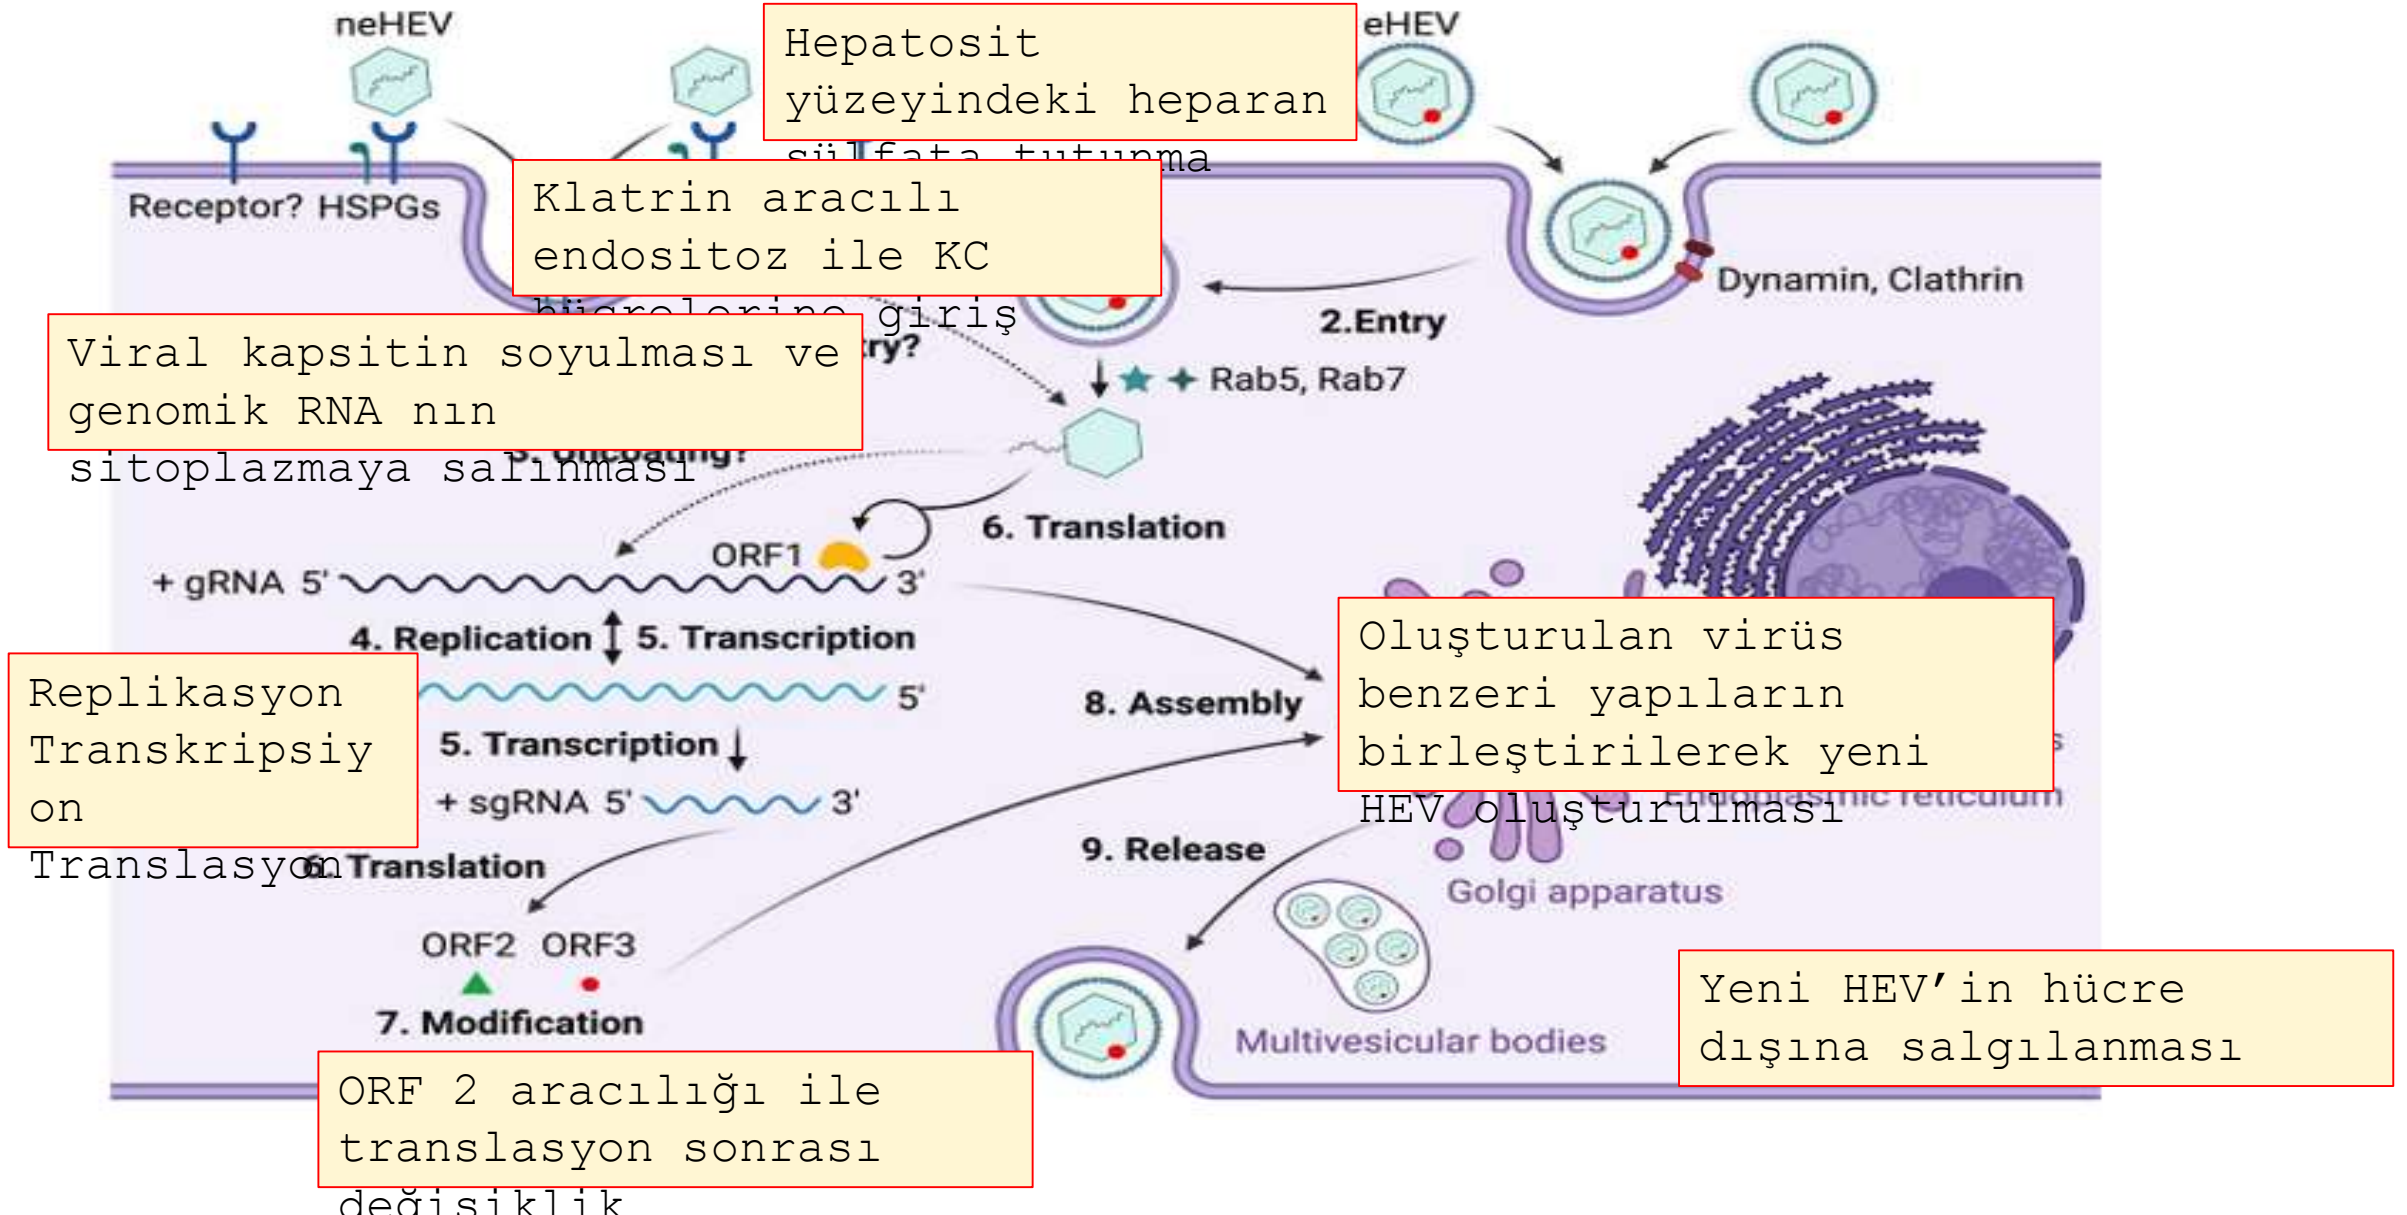 neHEV
Hepatosit
yüzeyindeki heparan
sülfata tutunma
eHEV
Receptor? HSPGs
Klatrin aracılı
endositoz ile KC
hücrelerine giriş
Dynamin, Clathrin
2.Entry
Viral kapsitin soyulması ve
genomik RNA nın
sitoplazmaya salınması
Rab5, Rab7
3. Uncoating?
6. Translation
ORF1
+ gRNA 5' 3'
4. Replication 5. Transcription
Replikasyon
Transkripsiy
on
Translasyon
5'
5. Transcription
+ sgRNA 5' 3'
6. Translation
ORF2 ORF3
7. Modification
8. Assembly
Oluşturulan virüs
benzeri yapıların
birleştirilerek yeni
HEV oluşturulması
Endoplasmic reticulum
9. Release
Golgi apparatus
Multivesicular bodies
Yeni HEV'in hücre
dışına salgılanması
ORF 2 aracılığı ile
translasyon sonrası
değişiklik